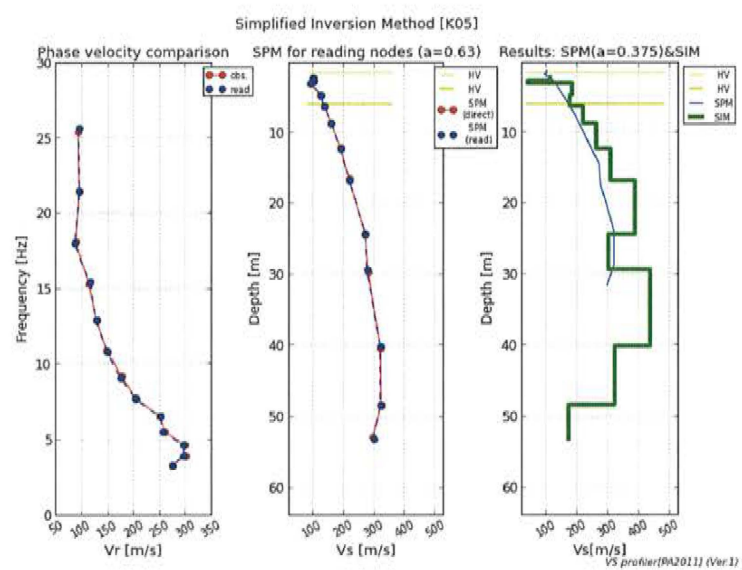 Simplified Inversion Method [K05]
Phase velocity comparison
obs.
read
30
25
20
15
10
5
0
Frequency [Hz]
50 100 150 200 250 300 350
Vr [m/s]
SPM for reading nodes (a=0.63)
HV
HV
SPM
(direct)
SPM
(read)
10
20
30
40
50
60
Depth [m]
100 200 300 400 500
Vs [m/s]
Results: SPM(a=0.375)&SIM
HV
HV
SPM
SIM
10
20
30
40
50
60
Depth [m]
100 200 300 400 500
Vs[m/s]
VS profiler[PA2011] (Ver.1)